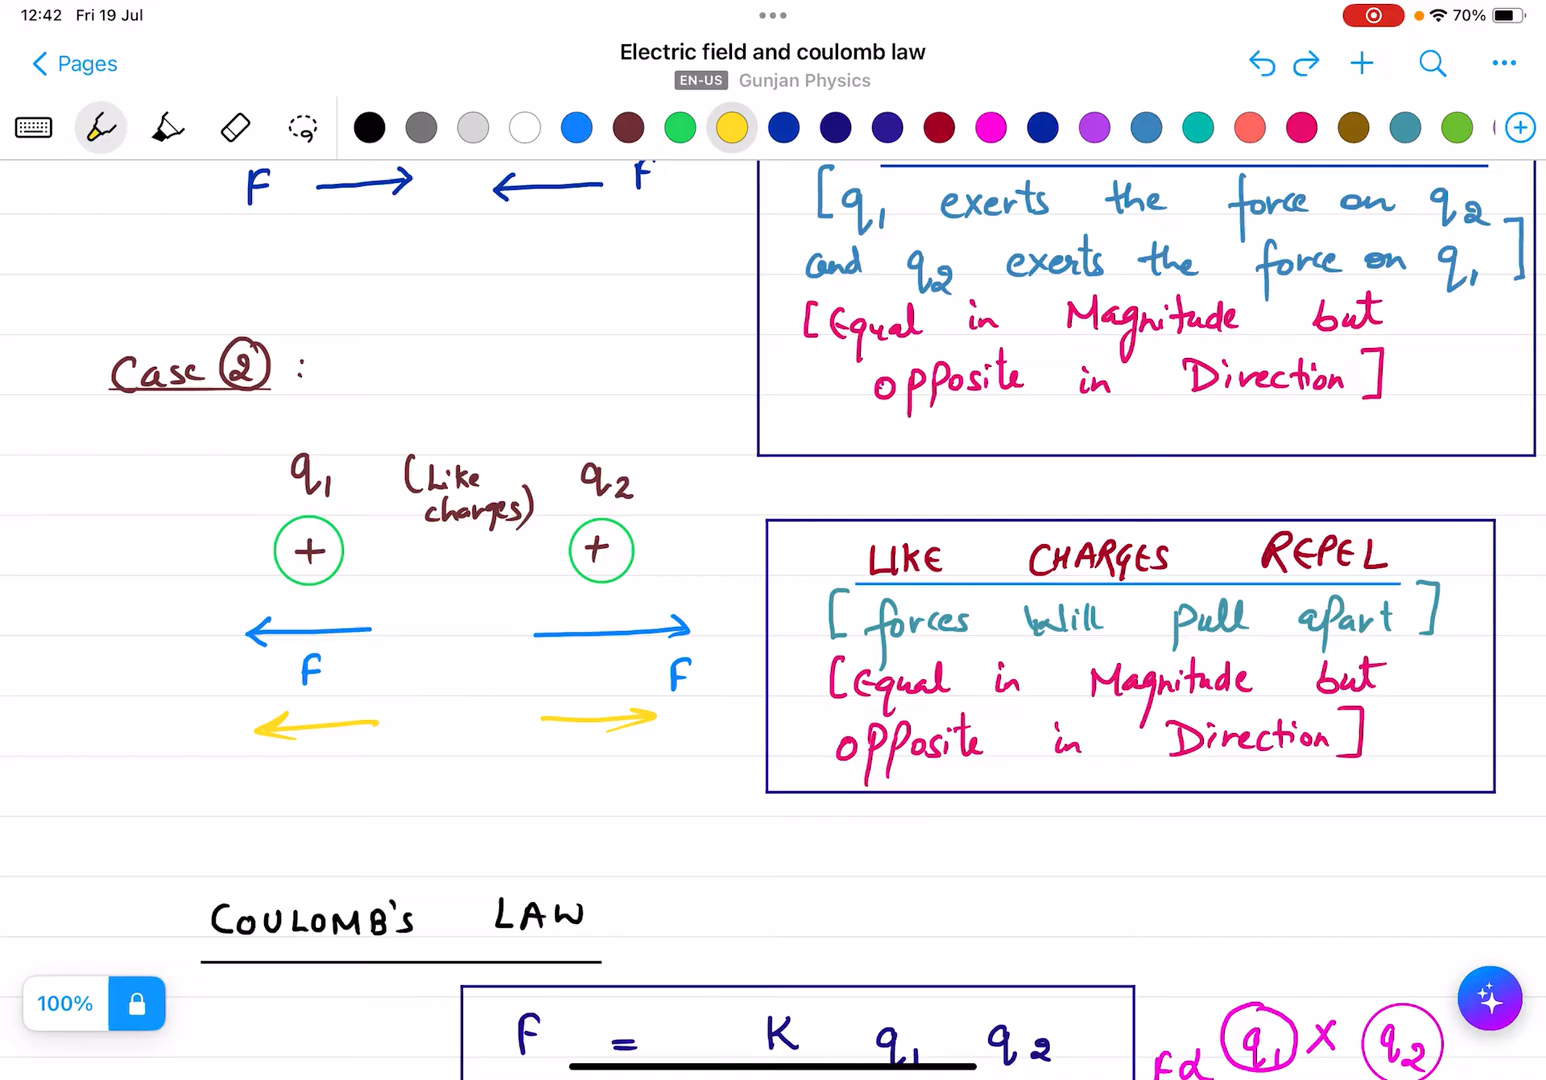 12:42 Fri 19 Jul
70%
Pages
Electric field and coulomb law
EN-US Gunjan Physics
F F
[q1 exerts the force on q2
and q2 exerts the force on q1]
[Equal in Magnitude but
opposite in Direction]
Case 2 :
q1 (Like charges) q2
+ +
F F
LIKE CHARGES REPEL
[forces will pull apart]
[Equal in Magnitude but
opposite in Direction]
COULOMB'S LAW
100%
F = K q1 q2
F α q1 × q2